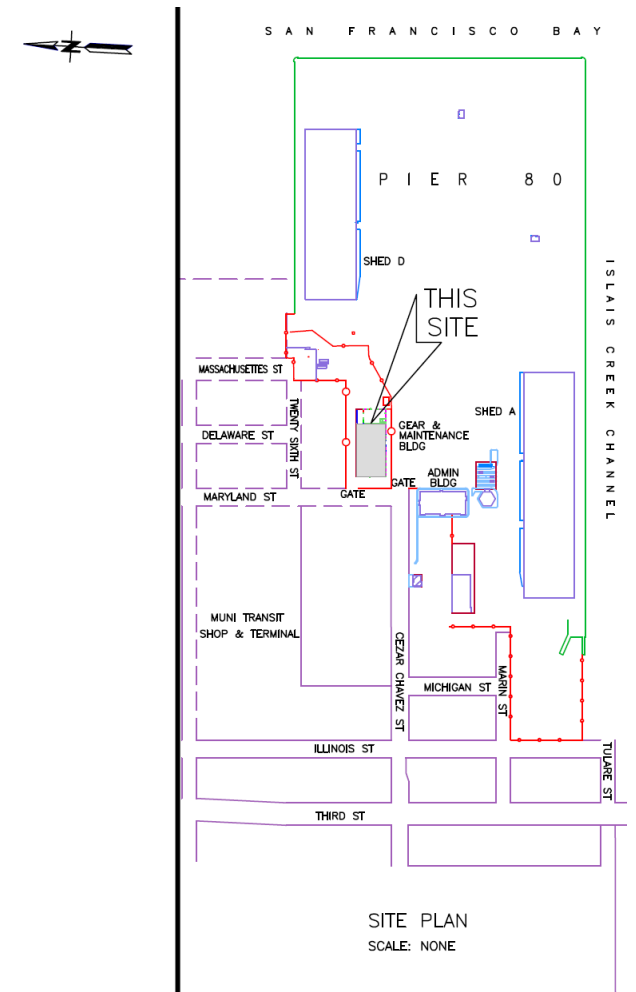 SAN FRANCISCO BAY
N
PIER 80
SHED D
ISLAIS CREEK CHANNEL
THIS
SITE
MASSACHUSETTES ST
TWENTY SIXTH ST
DELAWARE ST
SHED A
GEAR &
MAINTENANCE
BLDG
ADMIN
BLDG
GATE
GATE
MARYLAND ST
MUNI TRANSIT
SHOP & TERMINAL
CEZAR CHAVEZ ST
MICHIGAN ST
MARIN ST
ILLINOIS ST
TULARE ST
THIRD ST
SITE PLAN
SCALE: NONE